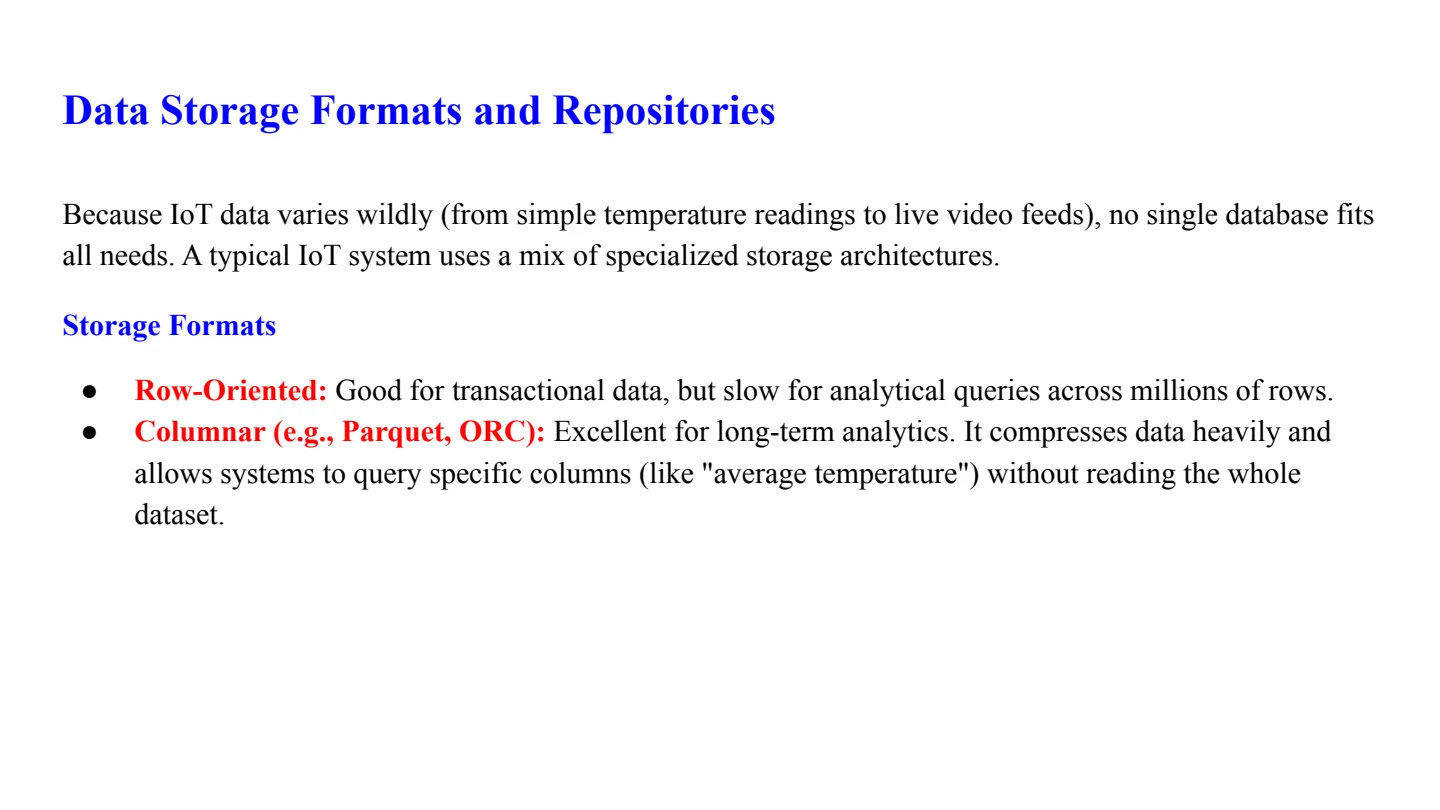 Data Storage Formats and Repositories
Because IoT data varies wildly (from simple temperature readings to live video feeds), no single database fits
all needs. A typical IoT system uses a mix of specialized storage architectures.
Storage Formats
● Row-Oriented: Good for transactional data, but slow for analytical queries across millions of rows.
● Columnar (e.g., Parquet, ORC): Excellent for long-term analytics. It compresses data heavily and
allows systems to query specific columns (like "average temperature") without reading the whole
dataset.